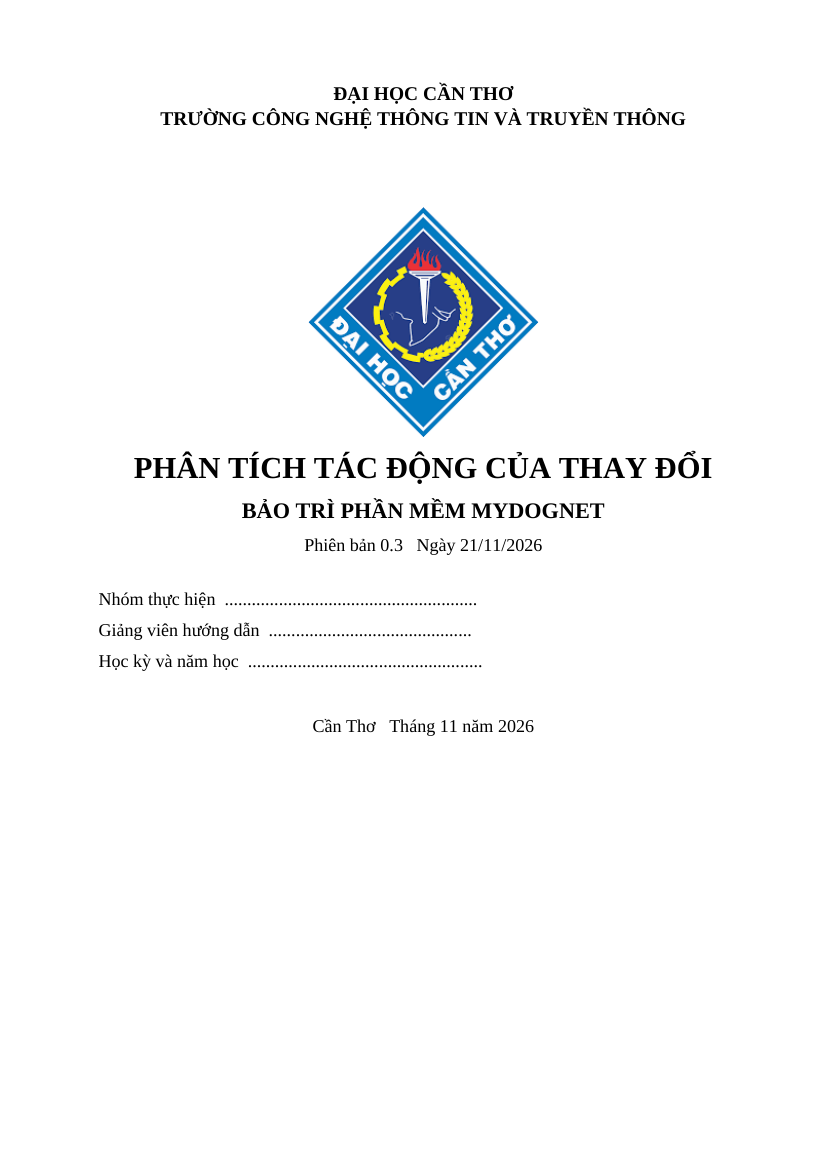 ĐẠI HỌC CẦN THƠ
TRƯỜNG CÔNG NGHỆ THÔNG TIN VÀ TRUYỀN THÔNG
ĐẠI HỌC CẦN THƠ
PHÂN TÍCH TÁC ĐỘNG CỦA THAY ĐỔI
BẢO TRÌ PHẦN MỀM MYDOGNET
Phiên bản 0.3   Ngày 21/11/2026
Nhóm thực hiện ........................................................
Giảng viên hướng dẫn .............................................
Học kỳ và năm học ....................................................
Cần Thơ   Tháng 11 năm 2026